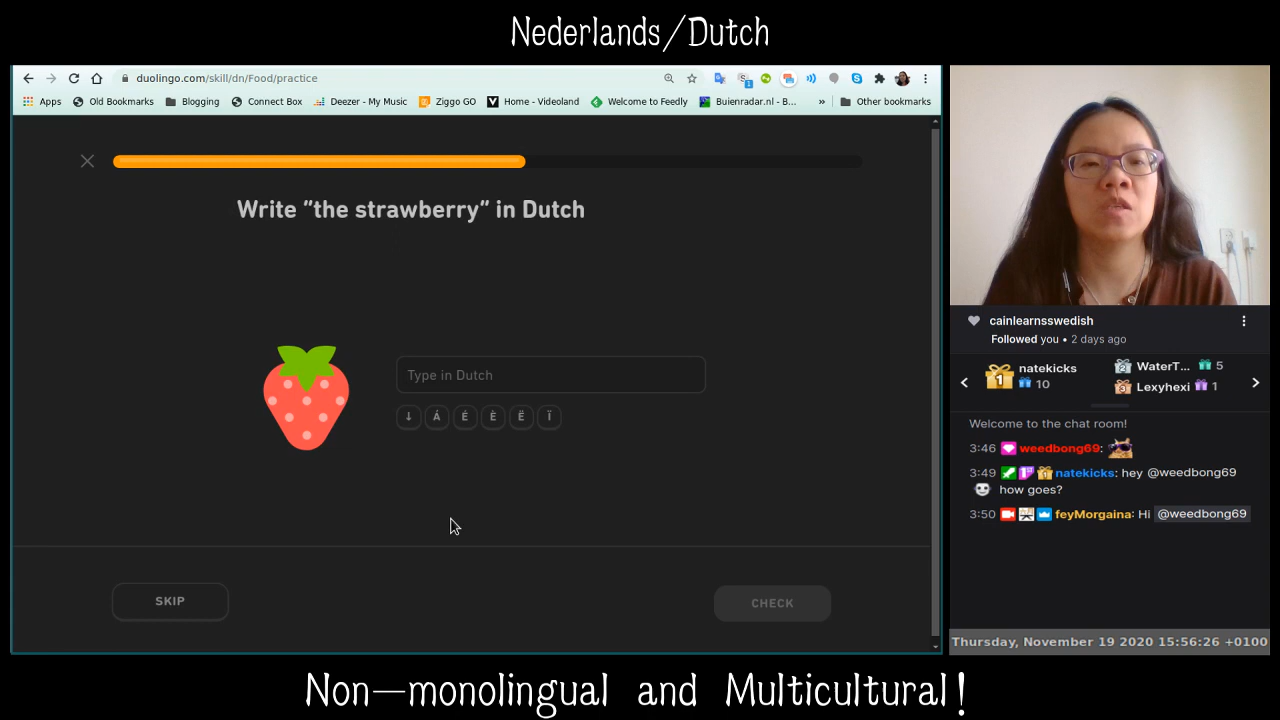 Nederlands/Dutch
duolingo.com/skill/dn/Food/practice
Apps Old Bookmarks Blogging Connect Box Deezer - My Music Ziggo GO Home - Videoland Welcome to Feedly Buienradar.nl - B... » Other bookmarks
Write “the strawberry” in Dutch
Type in Dutch
↓ Á É È Ë Ï
SKIP
CHECK
cainlearnsswedish
Followed you • 2 days ago
natekicks
10
WaterT... 5
Lexyhexi 1
Welcome to the chat room!
3:46 weedbong69:
3:49 natekicks: hey @weedbong69
how goes?
3:50 feyMorgaina: Hi @weedbong69
Thursday, November 19 2020 15:56:26 +0100
Non-monolingual and Multicultural!